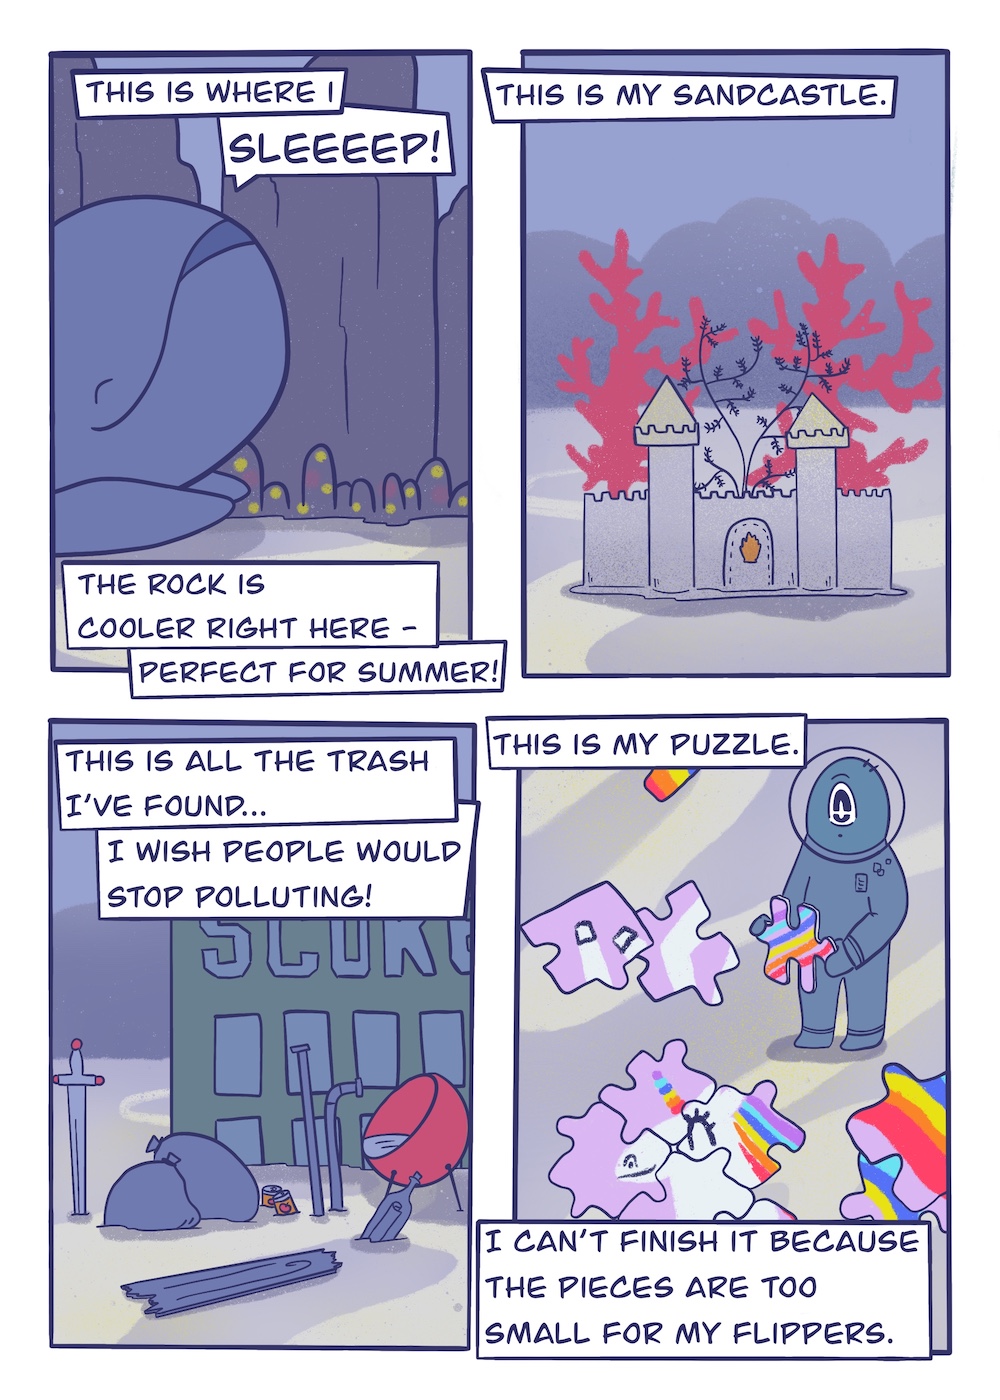 THIS IS WHERE I
SLEEEEP!
THE ROCK IS
COOLER RIGHT HERE –
PERFECT FOR SUMMER!
THIS IS MY SANDCASTLE.
THIS IS ALL THE TRASH
I'VE FOUND...
I WISH PEOPLE WOULD
STOP POLLUTING!
THIS IS MY PUZZLE.
I CAN'T FINISH IT BECAUSE
THE PIECES ARE TOO
SMALL FOR MY FLIPPERS.